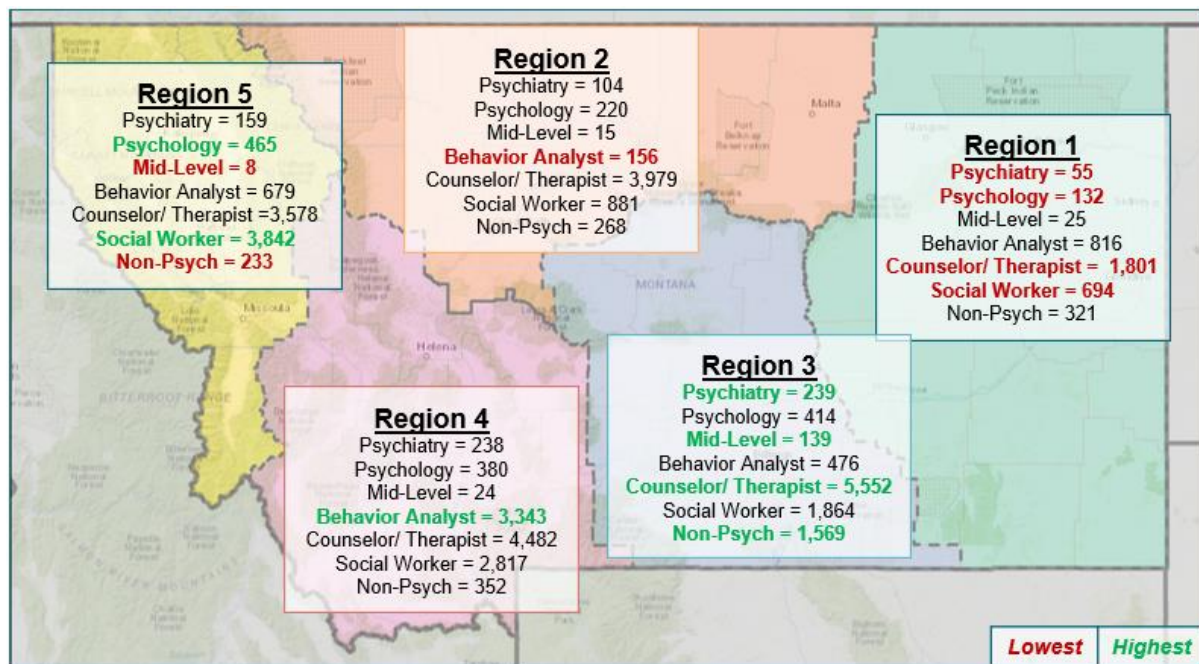 Region 5
Psychiatry = 159
Psychology = 465
Mid-Level = 8
Behavior Analyst = 679
Counselor/ Therapist =3,578
Social Worker = 3,842
Non-Psych = 233
Region 2
Psychiatry = 104
Psychology = 220
Mid-Level = 15
Behavior Analyst = 156
Counselor/ Therapist = 3,979
Social Worker = 881
Non-Psych = 268
Region 1
Psychiatry = 55
Psychology = 132
Mid-Level = 25
Behavior Analyst = 816
Counselor/ Therapist = 1,801
Social Worker = 694
Non-Psych = 321
Region 4
Psychiatry = 238
Psychology = 380
Mid-Level = 24
Behavior Analyst = 3,343
Counselor/ Therapist = 4,482
Social Worker = 2,817
Non-Psych = 352
Region 3
Psychiatry = 239
Psychology = 414
Mid-Level = 139
Behavior Analyst = 476
Counselor/ Therapist = 5,552
Social Worker = 1,864
Non-Psych = 1,569
Malta
Fort
Peck Indian
Reservation
MONTANA
Missoula
Helena
BITTERROOT RANGE
Lowest
Highest